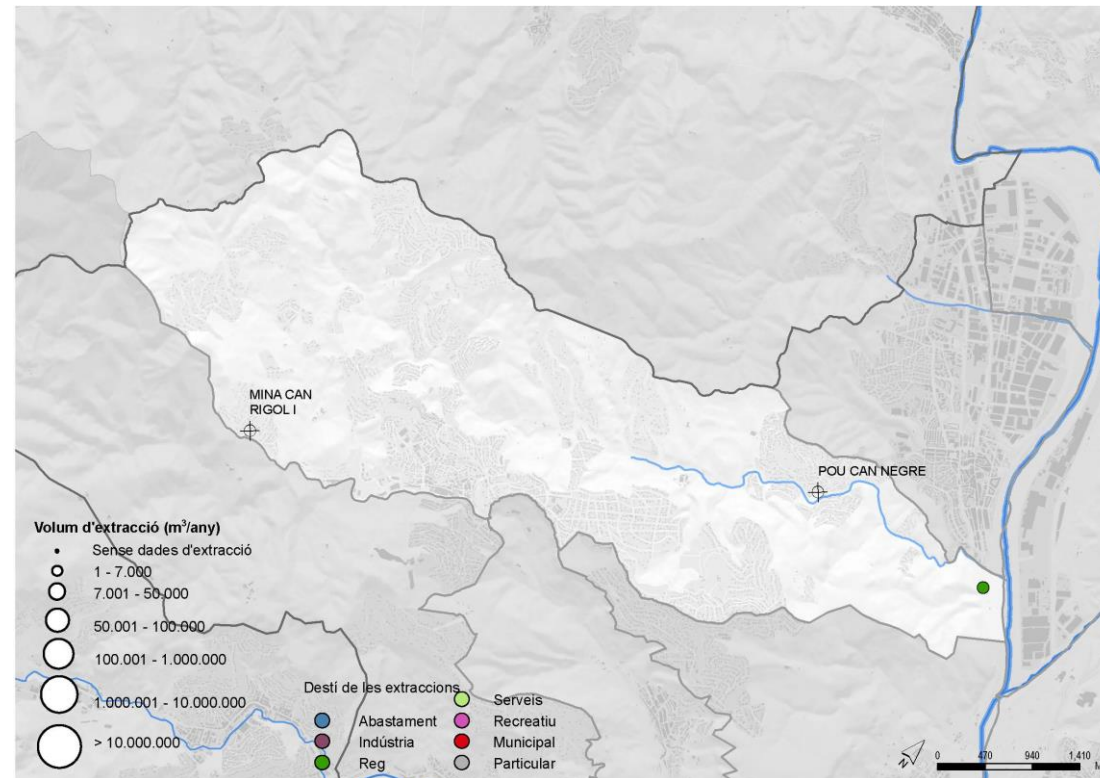 MINA CAN
RIGOL I
POU CAN NEGRE
Volum d'extracció (m³/any)
Sense dades d'extracció
1 - 7.000
7.001 - 50.000
50.001 - 100.000
100.001 - 1.000.000
1.000.001 - 10.000.000
> 10.000.000
Destí de les extraccions
Abastament
Indústria
Reg
Serveis
Recreatiu
Municipal
Particular
0 470 940 1.410
M